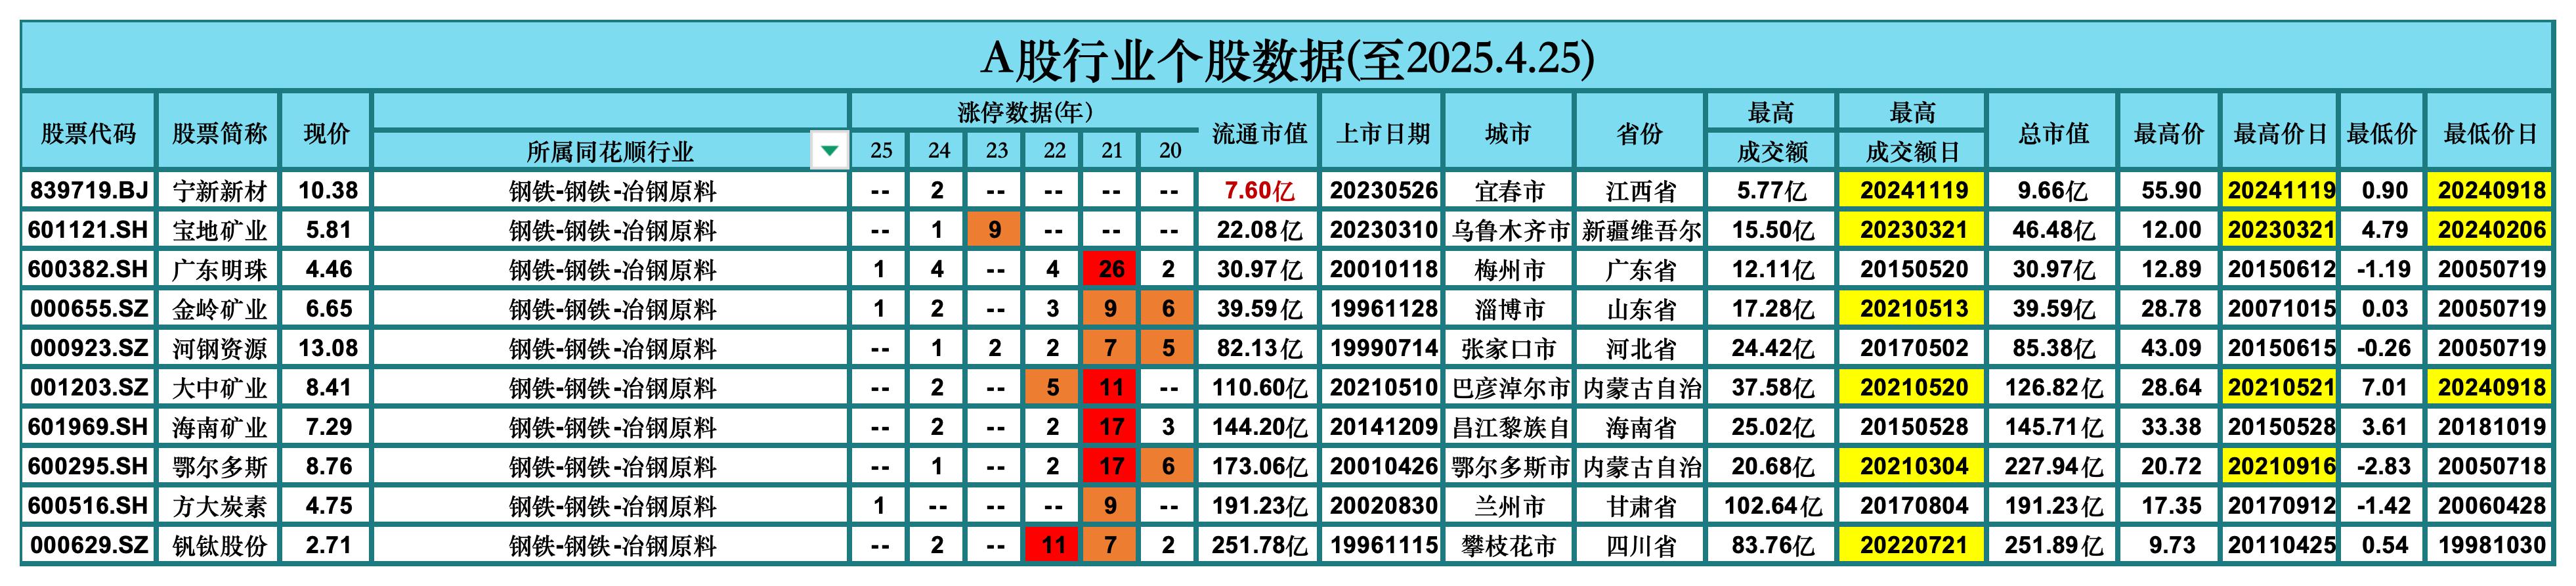 A股行业个股数据(至2025.4.25)
股票代码 股票简称 现价 所属同花顺行业 涨停数据(年) 25 24 23 22 21 20 流通市值 上市日期 城市 省份 最高成交额 最高成交额日 总市值 最高价 最高价日 最低价 最低价日
839719.BJ 宁新新材 10.38 钢铁-钢铁-冶钢原料 -- 2 -- -- -- -- 7.60亿 20230526 宜春市 江西省 5.77亿 20241119 9.66亿 55.90 20241119 0.90 20240918
601121.SH 宝地矿业 5.81 钢铁-钢铁-冶钢原料 -- 1 9 -- -- -- 22.08亿 20230310 乌鲁木齐市 新疆维吾尔 15.50亿 20230321 46.48亿 12.00 20230321 4.79 20240206
600382.SH 广东明珠 4.46 钢铁-钢铁-冶钢原料 1 4 -- 4 26 2 30.97亿 20010118 梅州市 广东省 12.11亿 20150520 30.97亿 12.89 20150612 -1.19 20050719
000655.SZ 金岭矿业 6.65 钢铁-钢铁-冶钢原料 1 2 -- 3 9 6 39.59亿 19961128 淄博市 山东省 17.28亿 20210513 39.59亿 28.78 20071015 0.03 20050719
000923.SZ 河钢资源 13.08 钢铁-钢铁-冶钢原料 -- 1 2 2 7 5 82.13亿 19990714 张家口市 河北省 24.42亿 20170502 85.38亿 43.09 20150615 -0.26 20050719
001203.SZ 大中矿业 8.41 钢铁-钢铁-冶钢原料 -- 2 -- 5 11 -- 110.60亿 20210510 巴彦淖尔市 内蒙古自治 37.58亿 20210520 126.82亿 28.64 20210521 7.01 20240918
601969.SH 海南矿业 7.29 钢铁-钢铁-冶钢原料 -- 2 -- 2 17 3 144.20亿 20141209 昌江黎族自 海南省 25.02亿 20150528 145.71亿 33.38 20150528 3.61 20181019
600295.SH 鄂尔多斯 8.76 钢铁-钢铁-冶钢原料 -- 1 -- 2 17 6 173.06亿 20010426 鄂尔多斯市 内蒙古自治 20.68亿 20210304 227.94亿 20.72 20210916 -2.83 20050718
600516.SH 方大炭素 4.75 钢铁-钢铁-冶钢原料 1 -- -- -- 9 -- 191.23亿 20020830 兰州市 甘肃省 102.64亿 20170804 191.23亿 17.35 20170912 -1.42 20060428
000629.SZ 钒钛股份 2.71 钢铁-钢铁-冶钢原料 -- 2 -- 11 7 2 251.78亿 19961115 攀枝花市 四川省 83.76亿 20220721 251.89亿 9.73 20110425 0.54 19981030